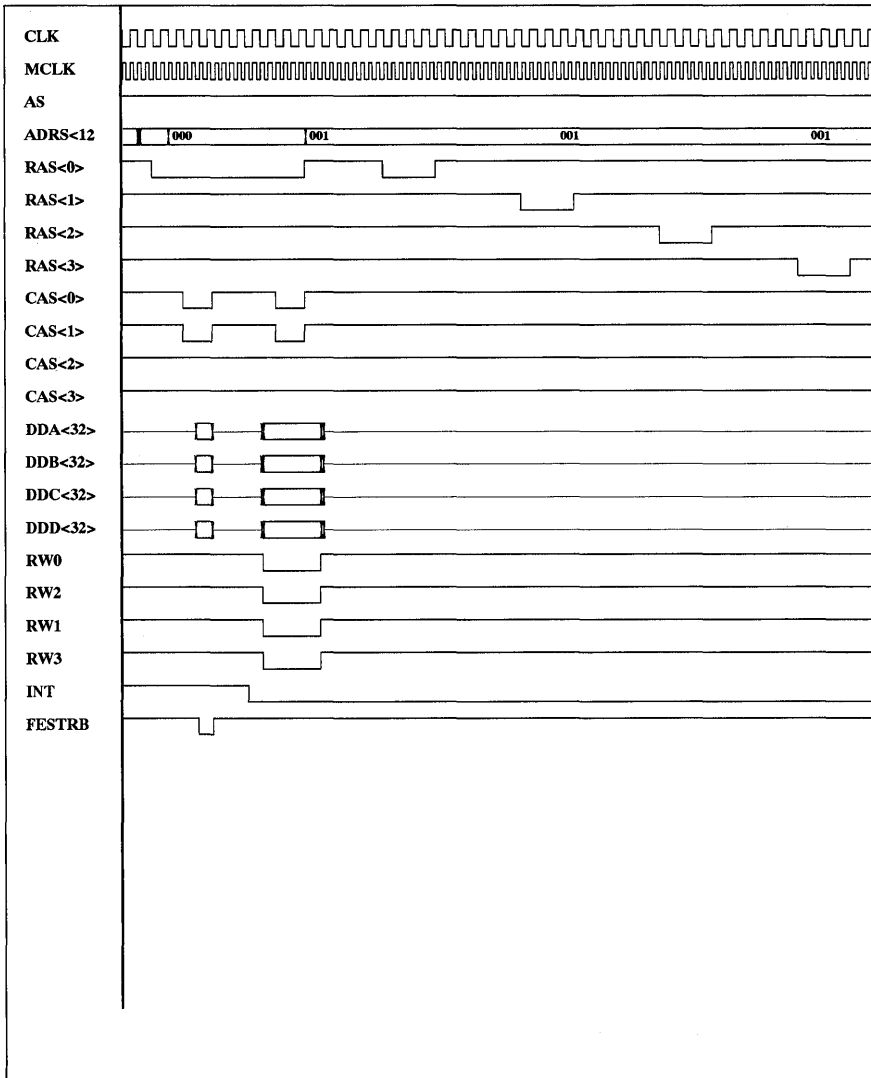 CLK
MCLK
AS
ADRS<12 000 001 001 001
RAS<0>
RAS<1>
RAS<2>
RAS<3>
CAS<0>
CAS<1>
CAS<2>
CAS<3>
DDA<32>
DDB<32>
DDC<32>
DDD<32>
RW0
RW2
RW1
RW3
INT
FESTRB